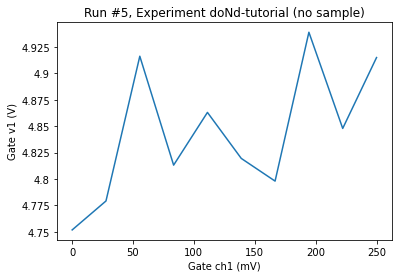 Run #5, Experiment doNd-tutorial (no sample)
4.925
4.9
4.875
4.85
4.825
4.8
4.775
4.75
Gate v1 (V)
0 50 100 150 200 250
Gate ch1 (mV)